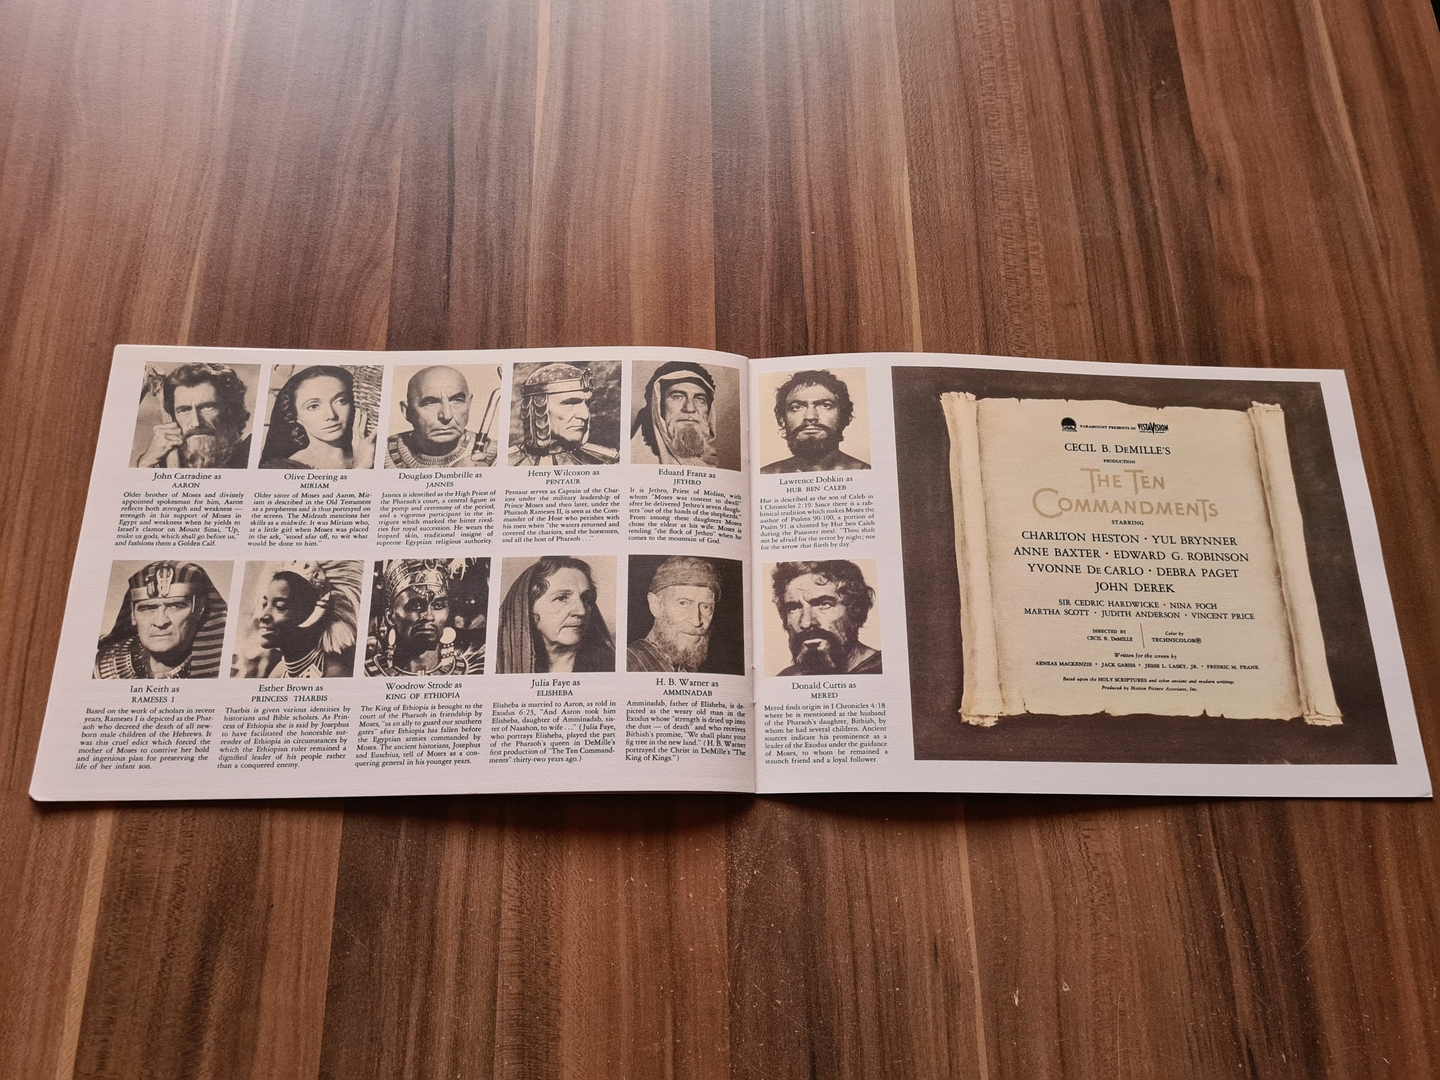 John Carradine as
AARON
Older brother of Moses and divinely
appointed spokesman for him, Aaron
reflects both strength and weakness —
strength in his support of Moses in
Egypt and weakness when he yields to
Israel's clamor on Mount Sinai, "Up,
make us gods, which shall go before us,"
and fashions them a Golden Calf.
Olive Deering as
MIRIAM
Older sister of Moses and Aaron, Mir-
iam is described in the Old Testament
as a prophetess and is thus portrayed on
the screen. The Midrash mentions her
skills as a midwife. It was Miriam who,
as a little girl when Moses was placed
in the ark, "stood afar off, to wit what
would be done to him."
Douglass Dumbrille as
JANNES
Jannes is identified as the High Priest of
the Pharaoh's court, a central figure in
the pomp and ceremony of the period,
and a vigorous participant in the in-
trigues which marked the bitter rival-
ries for royal succession. He wears the
leopard skin, traditional insigne of
supreme Egyptian religious authority.
Henry Wilcoxon as
PENTAUR
Pentaur serves as Captain of the Char-
iots under the military leadership of
Prince Moses and then later, under the
Pharaoh Rameses II, is seen as the Com-
mander of the Host who perishes with
his men when "the waters returned and
covered the chariots, and the horsemen,
and all the host of Pharaoh . . ."
Eduard Franz as
JETHRO
It is Jethro, Priest of Midian, with
whom "Moses was content to dwell"
after he delivered Jethro's seven daugh-
ters "out of the hands of the shepherds."
From among these daughters Moses
chose the eldest as his wife. Moses is
tending "the flock of Jethro" when he
comes to the mountain of God.
Lawrence Dobkin as
HUR BEN CALEB
Hur is described as the son of Caleb in
1 Chronicles 2:19. Since there is a rab-
binical tradition which makes Moses the
author of Psalms 90-100, a portion of
Psalm 91 is chanted by Hur ben Caleb
during the Passover meal: "Thou shalt
not be afraid for the terror by night; nor
for the arrow that flieth by day."
Ian Keith as
RAMESES I
Based on the work of scholars in recent
years, Rameses I is depicted as the Phar-
aoh who decreed the death of all new-
born male children of the Hebrews. It
was this cruel edict which forced the
mother of Moses to contrive her bold
and ingenious plan for preserving the
life of her infant son.
Esther Brown as
PRINCESS THARBIS
Tharbis is given various identities by
historians and Bible scholars. As Prin-
cess of Ethiopia she is said by Josephus
to have facilitated the honorable sur-
render of Ethiopia in circumstances by
which the Ethiopian ruler remained a
dignified leader of his people rather
than a conquered enemy.
Woodrow Strode as
KING OF ETHIOPIA
The King of Ethiopia is brought to the
court of the Pharaoh in friendship by
Moses, "as an ally to guard our southern
gates" after Ethiopia has fallen before
the Egyptian armies commanded by
Moses. The ancient historians, Josephus
and Eusebius, tell of Moses as a con-
quering general in his younger years.
Julia Faye as
ELISHEBA
Elisheba is married to Aaron, as told in
Exodus 6:23, "And Aaron took him
Elisheba, daughter of Amminadab, sis-
ter of Naashon, to wife . . ." (Julia Faye,
who portrays Elisheba, played the part
of the Pharaoh's queen in DeMille's
first production of "The Ten Command-
ments" thirty-two years ago.)
H. B. Warner as
AMMINADAB
Amminadab, father of Elisheba, is de-
picted as the weary old man in the
Exodus whose "strength is dried up into
the dust — of death" and who receives
Bithiah's promise, "We shall plant your
fig tree in the new land." (H. B. Warner
portrayed the Christ in DeMille's "The
King of Kings.")
Donald Curtis as
MERED
Mered finds origin in 1 Chronicles 4:18
where he is mentioned as the husband
of the Pharaoh's daughter, Bithiah, by
whom he had several children. Ancient
sources indicate his prominence as a
leader of the Exodus under the guidance
of Moses, to whom he remained a
staunch friend and a loyal follower.
PARAMOUNT PRESENTS IN VISTAVISION
CECIL B. DEMILLE'S
PRODUCTION
THE TEN
COMMANDMENTS
STARRING
CHARLTON HESTON · YUL BRYNNER
ANNE BAXTER · EDWARD G. ROBINSON
YVONNE DE CARLO · DEBRA PAGET
JOHN DEREK
SIR CEDRIC HARDWICKE · NINA FOCH
MARTHA SCOTT · JUDITH ANDERSON · VINCENT PRICE
DIRECTED BY
CECIL B. DeMILLE
Color by
TECHNICOLOR®
Written for the screen by
AENEAS MACKENZIE · JACK GARISS · JESSE L. LASKY, JR. · FREDRIC M. FRANK
Based upon the HOLY SCRIPTURES and other ancient and modern writings
Produced by Motion Picture Associates, Inc.